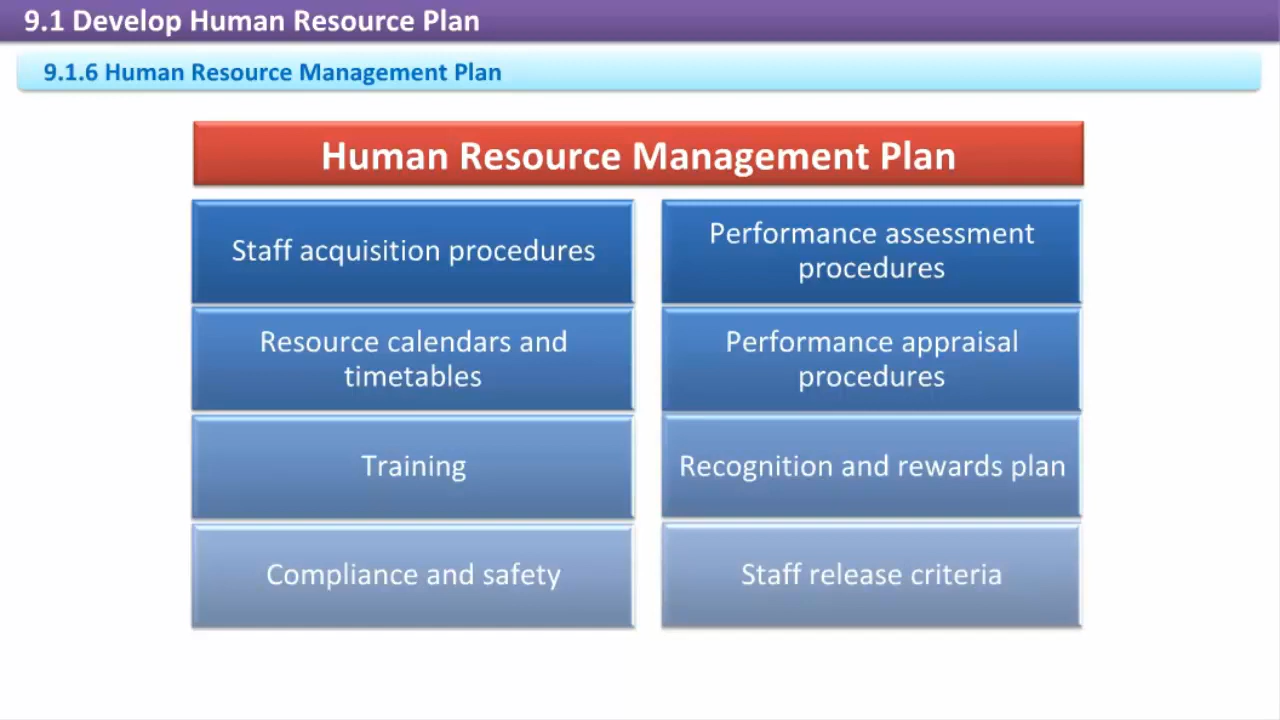 9.1 Develop Human Resource Plan
9.1.6 Human Resource Management Plan
Human Resource Management Plan
Staff acquisition procedures
Performance assessment
procedures
Resource calendars and
timetables
Performance appraisal
procedures
Training
Recognition and rewards plan
Compliance and safety
Staff release criteria